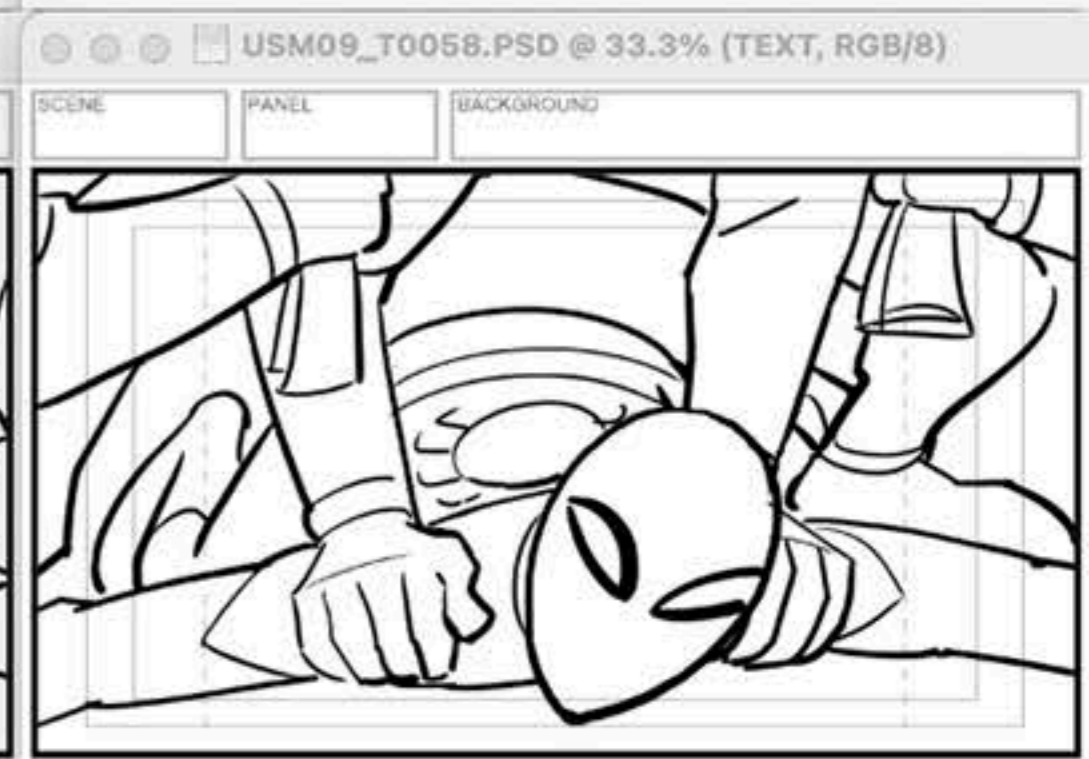 USM09_T0058.PSD @ 33.3% (TEXT, RGB/8)
SCENE
PANEL
BACKGROUND